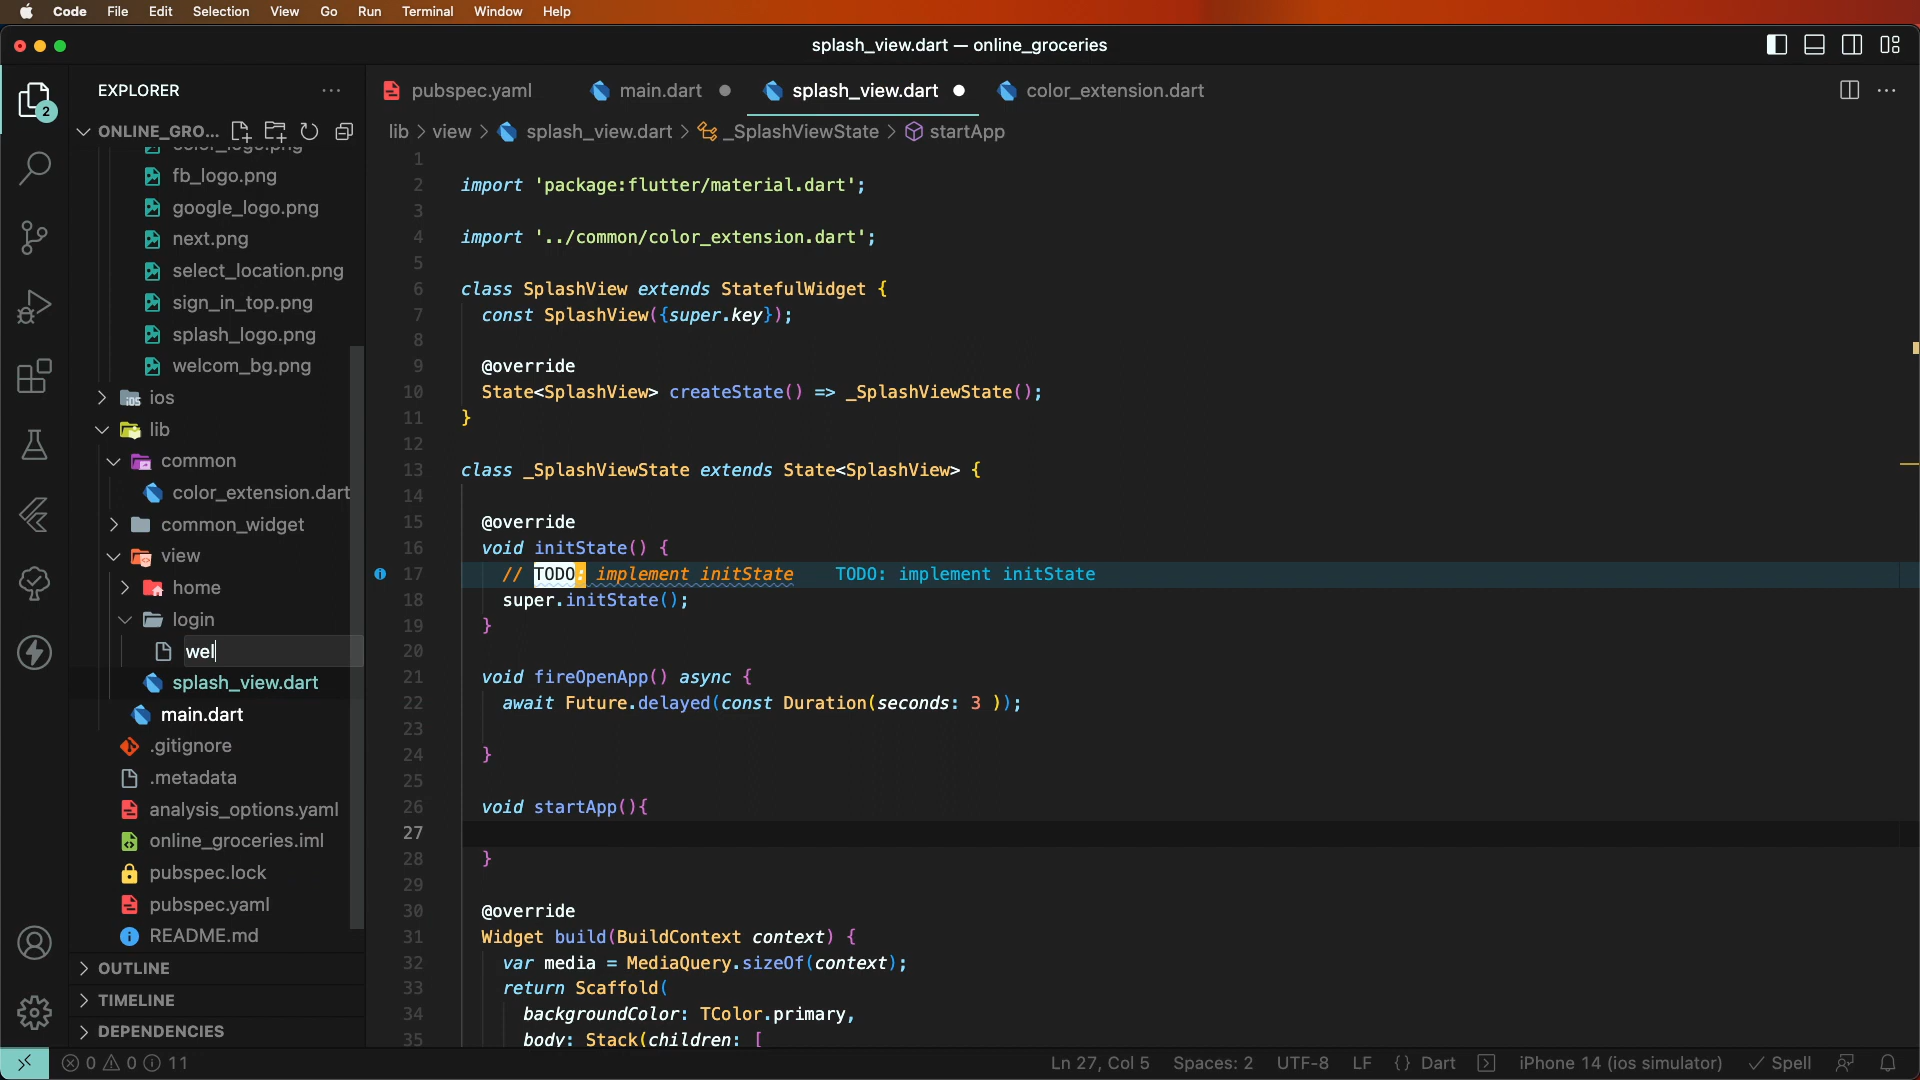 Code File Edit Selection View Go Run Terminal Window Help
splash_view.dart — online_groceries
EXPLORER
ONLINE_GRO...
fb_logo.png
google_logo.png
next.png
select_location.png
sign_in_top.png
splash_logo.png
welcom_bg.png
ios
lib
common
color_extension.dart
common_widget
view
home
login
wel
splash_view.dart
main.dart
.gitignore
.metadata
analysis_options.yaml
online_groceries.iml
pubspec.lock
pubspec.yaml
README.md
OUTLINE
TIMELINE
DEPENDENCIES
2
pubspec.yaml main.dart splash_view.dart color_extension.dart
lib > view > splash_view.dart > _SplashViewState > startApp
1
2 import 'package:flutter/material.dart';
3
4 import '../common/color_extension.dart';
5
6 class SplashView extends StatefulWidget {
7 const SplashView({super.key});
8
9 @override
10 State<SplashView> createState() => _SplashViewState();
11 }
12
13 class _SplashViewState extends State<SplashView> {
14
15 @override
16 void initState() {
17 // TODO: implement initState TODO: implement initState
18 super.initState();
19 }
20
21 void fireOpenApp() async {
22 await Future.delayed(const Duration(seconds: 3 ));
23
24 }
25
26 void startApp(){
27
28 }
29
30 @override
31 Widget build(BuildContext context) {
32 var media = MediaQuery.sizeOf(context);
33 return Scaffold(
34 backgroundColor: TColor.primary,
35 body: Stack(children: [
0 0 11 Ln 27, Col 5 Spaces: 2 UTF-8 LF {} Dart iPhone 14 (ios simulator) Spell